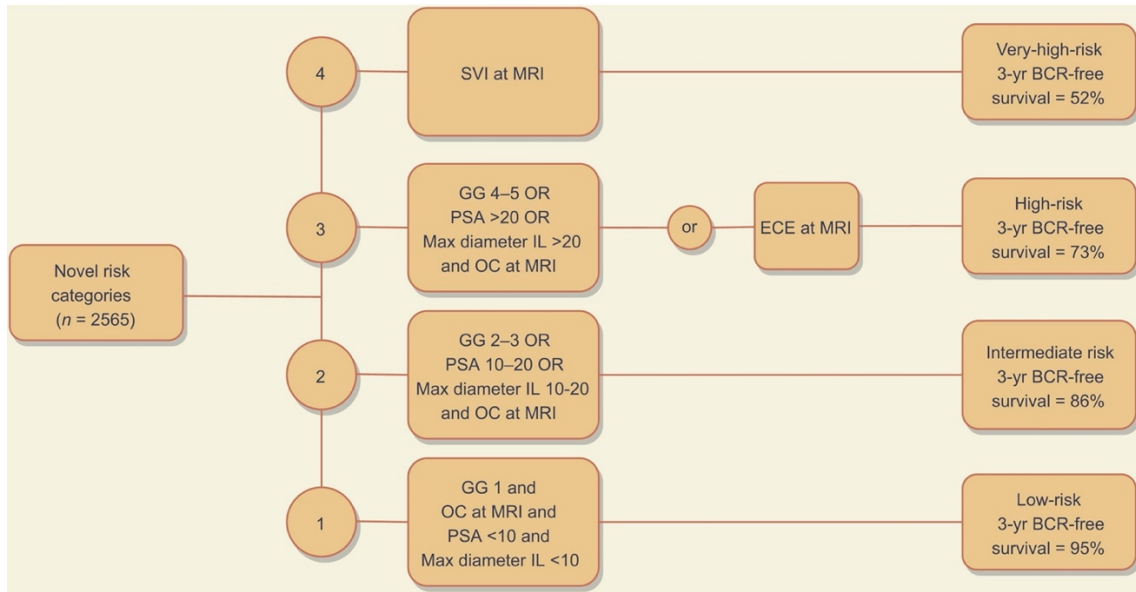 4
SVI at MRI
Very-high-risk
3-yr BCR-free
survival = 52%
3
GG 4–5 OR
PSA >20 OR
Max diameter IL >20
and OC at MRI
or
ECE at MRI
High-risk
3-yr BCR-free
survival = 73%
Novel risk
categories
(n = 2565)
2
GG 2–3 OR
PSA 10–20 OR
Max diameter IL 10-20
and OC at MRI
Intermediate risk
3-yr BCR-free
survival = 86%
1
GG 1 and
OC at MRI and
PSA <10 and
Max diameter IL <10
Low-risk
3-yr BCR-free
survival = 95%